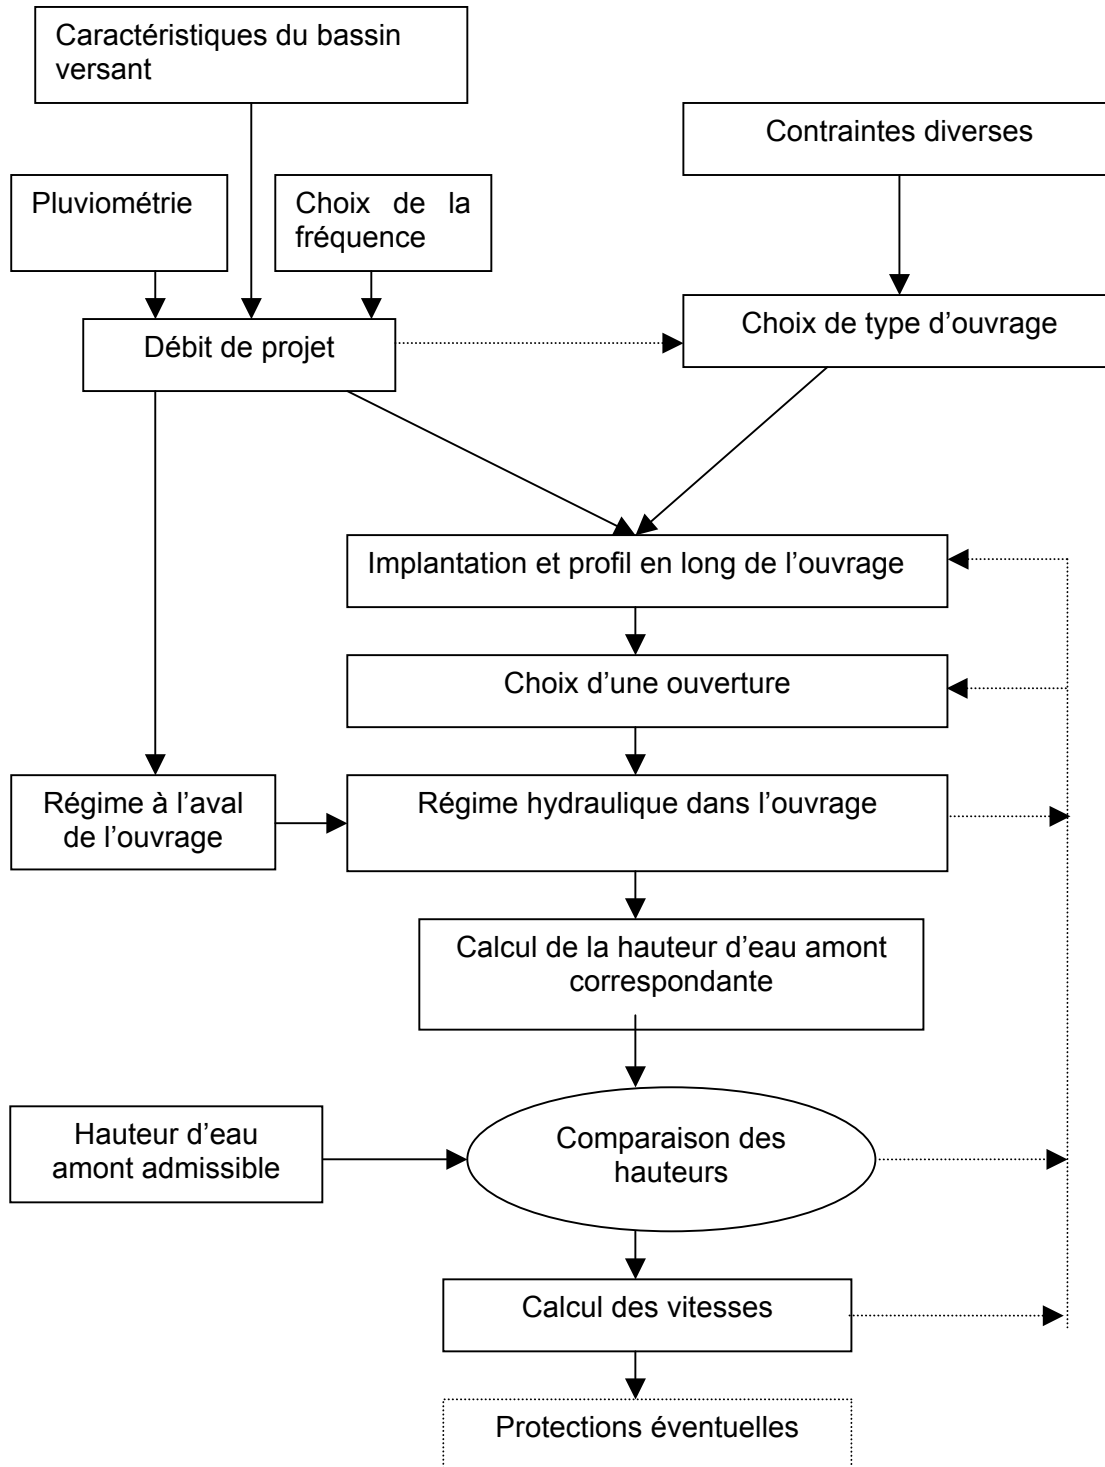 Caractéristiques du bassin
versant
Contraintes diverses
Pluviométrie
Choix de la
fréquence
Débit de projet
Choix de type d’ouvrage
Implantation et profil en long de l’ouvrage
Choix d’une ouverture
Régime à l’aval
de l’ouvrage
Régime hydraulique dans l’ouvrage
Calcul de la hauteur d’eau amont
correspondante
Hauteur d’eau
amont admissible
Comparaison des
hauteurs
Calcul des vitesses
Protections éventuelles